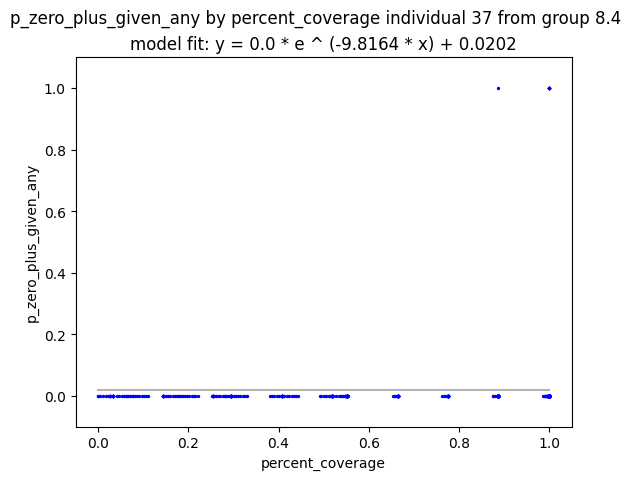 p_zero_plus_given_any by percent_coverage individual 37 from group 8.4
model fit: y = 0.0 * e ^ (-9.8164 * x) + 0.0202
p_zero_plus_given_any
1.0
0.8
0.6
0.4
0.2
0.0
0.0 0.2 0.4 0.6 0.8 1.0
percent_coverage